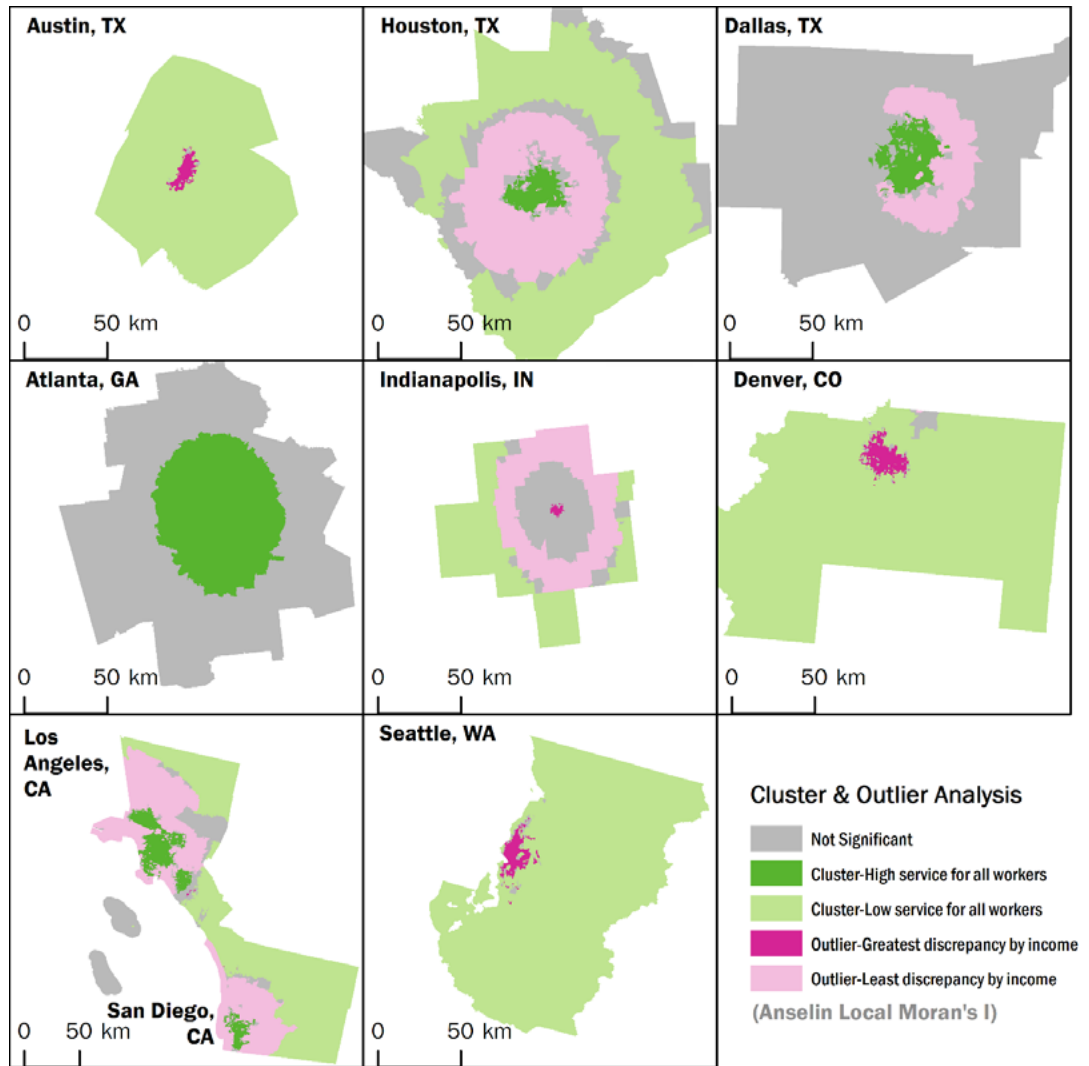 Austin, TX
0 50 km
Houston, TX
0 50 km
Dallas, TX
0 50 km
Atlanta, GA
0 50 km
Indianapolis, IN
0 50 km
Denver, CO
0 50 km
Los
Angeles,
CA
San Diego,
CA
0 50 km
Seattle, WA
Cluster & Outlier Analysis
Not Significant
Cluster-High service for all workers
Cluster-Low service for all workers
Outlier-Greatest discrepancy by income
Outlier-Least discrepancy by income
(Anselin Local Moran's I)
0 50 km